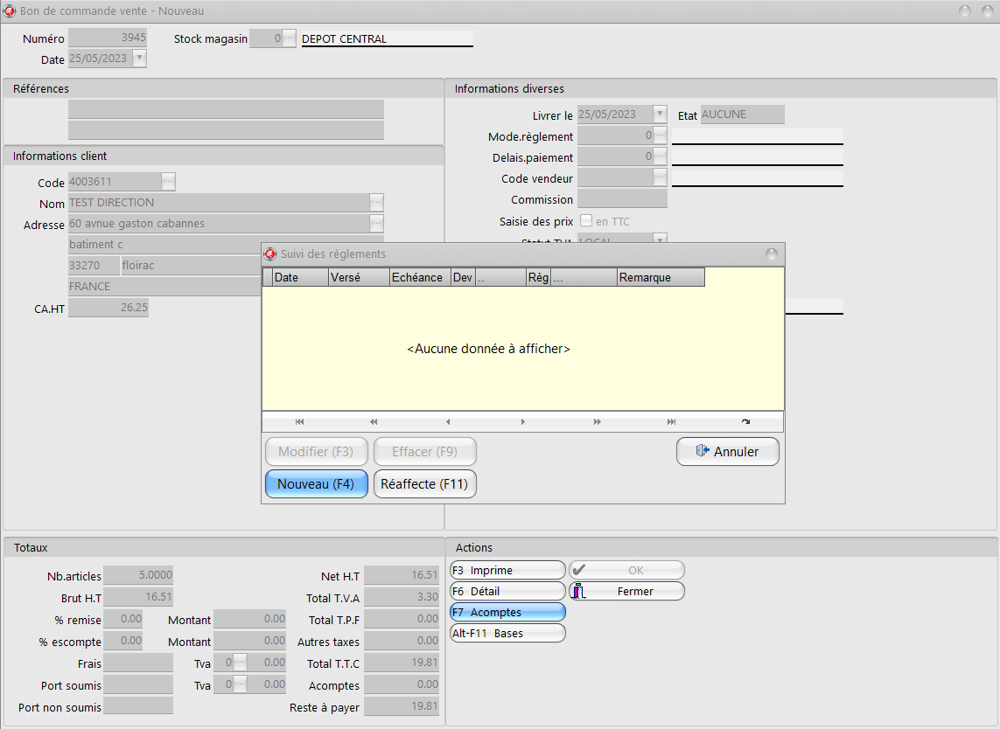 Bon de commande vente - Nouveau
Numéro 3945 Stock magasin 0 ... DEPOT CENTRAL
Date 25/05/2023
Références
Informations diverses
Livrer le 25/05/2023 Etat AUCUNE
Mode.règlement 0 ...
Delais.paiement 0 ...
Code vendeur ...
Commission
Saisie des prix en TTC
Statut TVA LOCAL
Informations client
Code 4003611 ...
Nom TEST DIRECTION ...
Adresse 60 avnue gaston cabannes ...
batiment c
33270 floirac
FRANCE
CA.HT 26.25
Suivi des règlements
Date Versé Echéance Dev .. Règ ... Remarque
<Aucune donnée à afficher>
Modifier (F3) Effacer (F9) Annuler
Nouveau (F4) Réaffecte (F11)
Totaux
Nb.articles 5.0000 Net H.T 16.51
Brut H.T 16.51 Total T.V.A 3.30
% remise 0.00 Montant 0.00 Total T.P.F 0.00
% escompte 0.00 Montant 0.00 Autres taxes 0.00
Frais Tva 0 ... 0.00 Total T.T.C 19.81
Port soumis Tva 0 ... 0.00 Acomptes 0.00
Port non soumis Reste à payer 19.81
Actions
F3 Imprime OK
F6 Détail Fermer
F7 Acomptes
Alt-F11 Bases